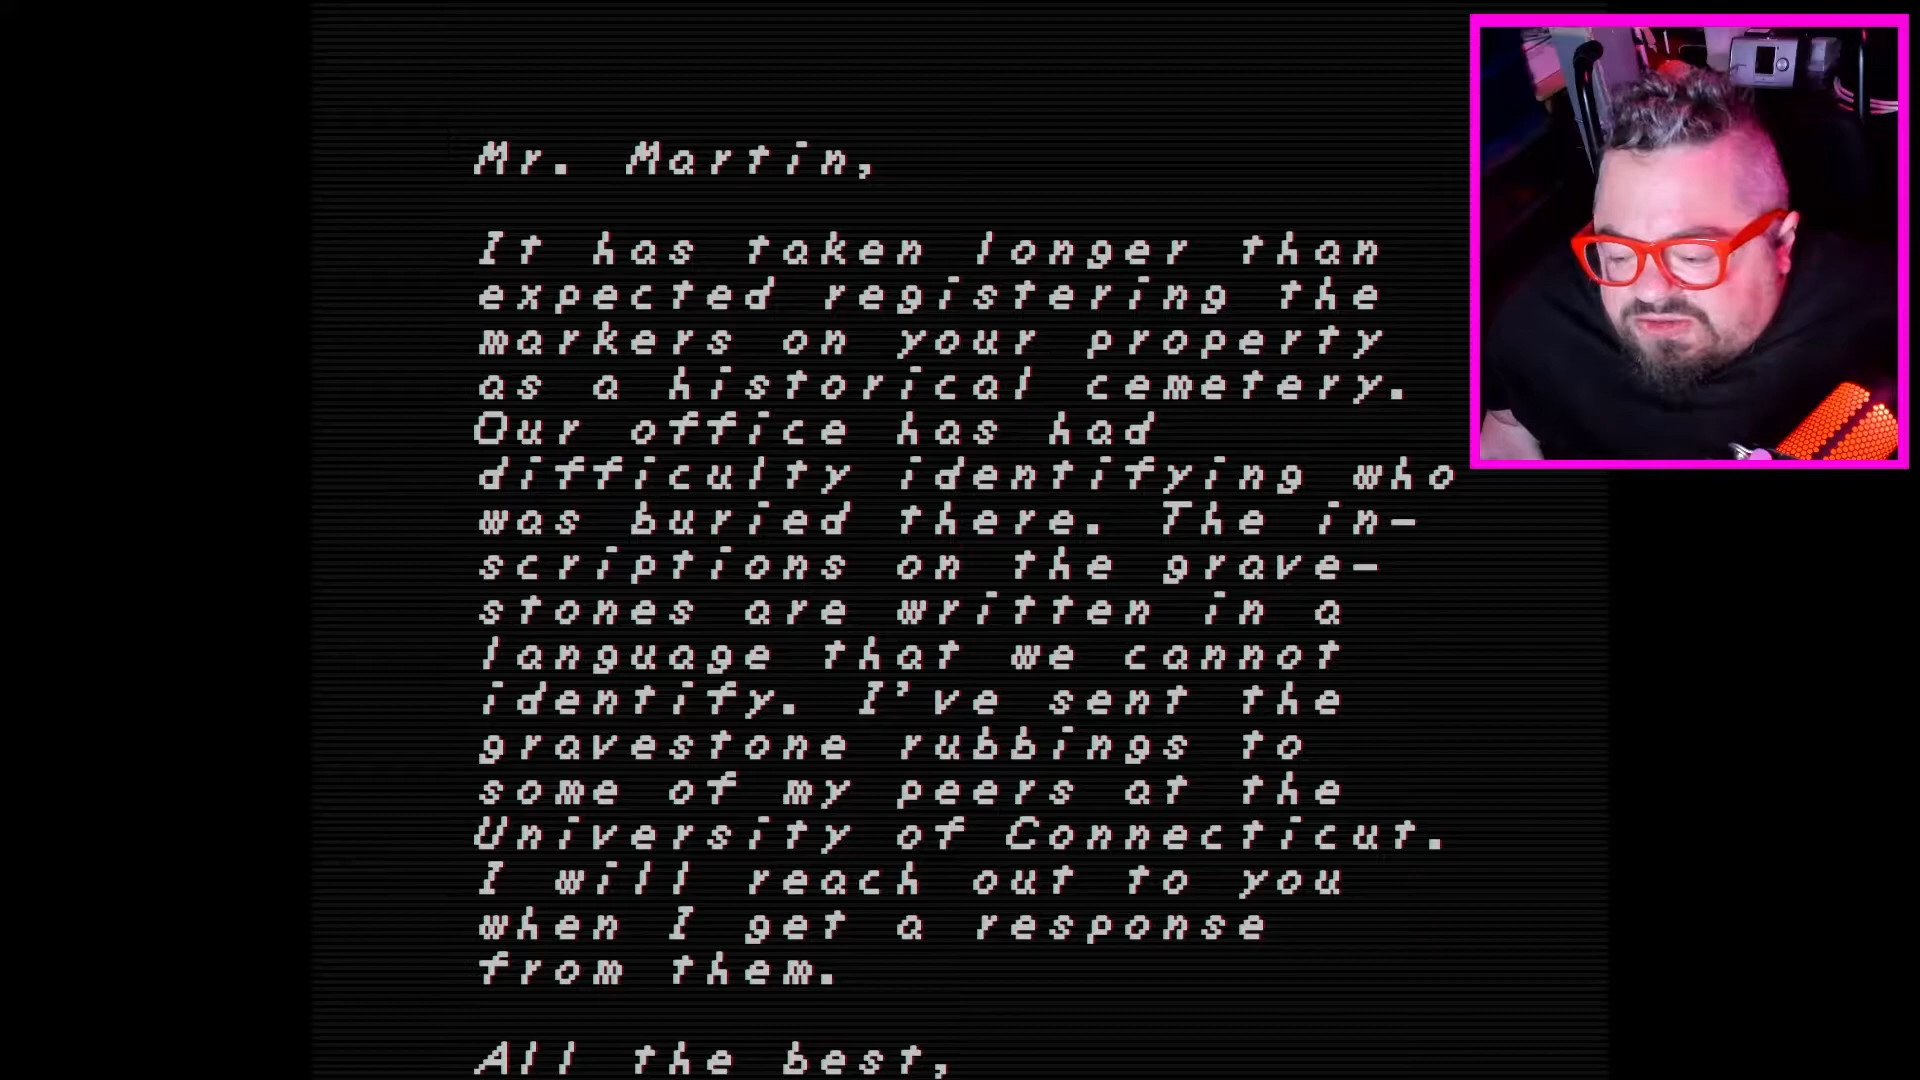 Mr. Martin,
It has taken longer than
expected registering the
markers on your property
as a historical cemetery.
Our office has had
difficulty identifying who
was buried there. The in-
scriptions on the grave-
stones are written in a
language that we cannot
identify. I've sent the
gravestone rubbings to
some of my peers at the
University of Connecticut.
I will reach out to you
when I get a response
from them.
All the best,